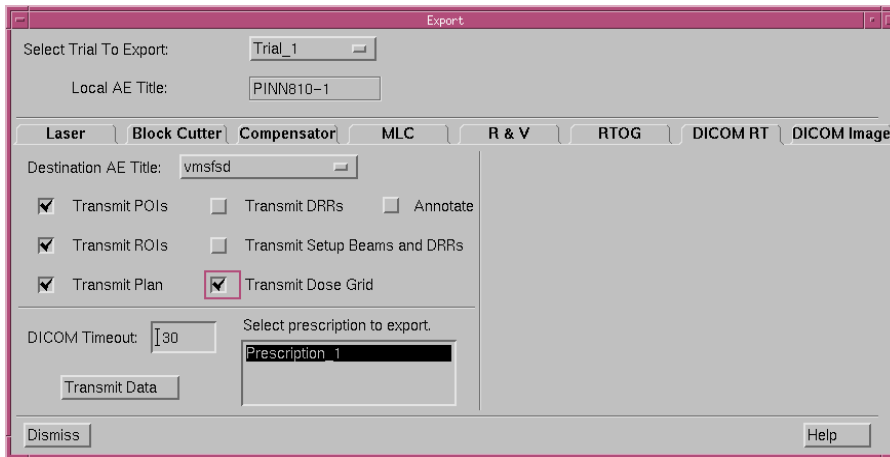 Export
Select Trial To Export: Trial_1
Local AE Title: PINN810-1
Laser Block Cutter Compensator MLC R & V RTOG DICOM RT DICOM Image
Destination AE Title: vmsfsd
Transmit POIs Transmit DRRs Annotate
Transmit ROIs Transmit Setup Beams and DRRs
Transmit Plan Transmit Dose Grid
DICOM Timeout: 30 Select prescription to export.
Prescription_1
Transmit Data
Dismiss Help